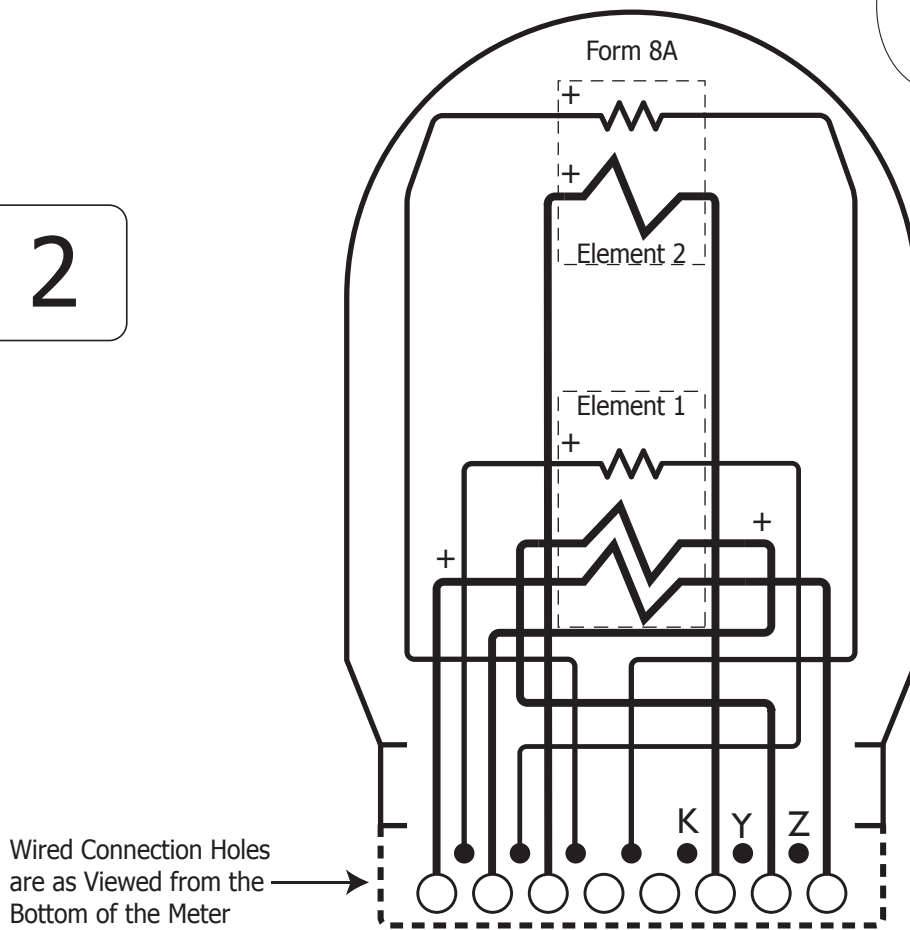 Form 8A
+
+
Element 2
2
Element 1
+
+
+
K Y Z
Wired Connection Holes
are as Viewed from the
Bottom of the Meter